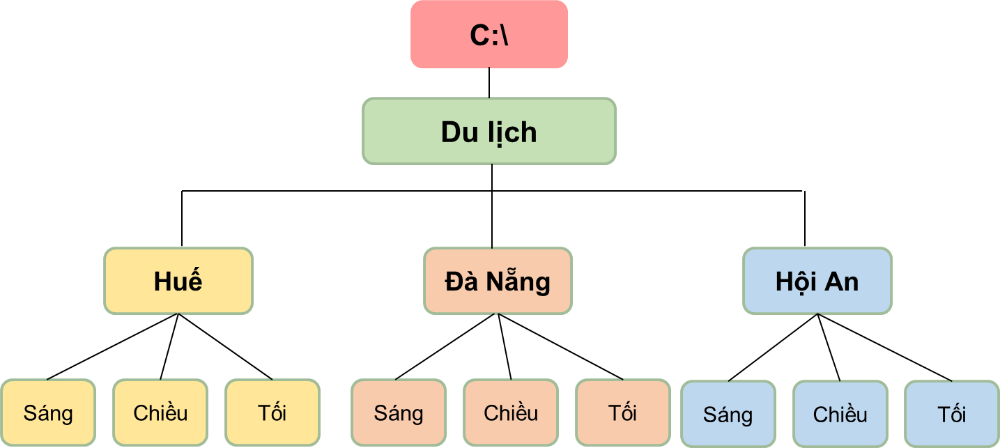 C:\
Du lịch
Huế
Đà Nẵng
Hội An
Sáng
Chiều
Tối
Sáng
Chiều
Tối
Sáng
Chiều
Tối